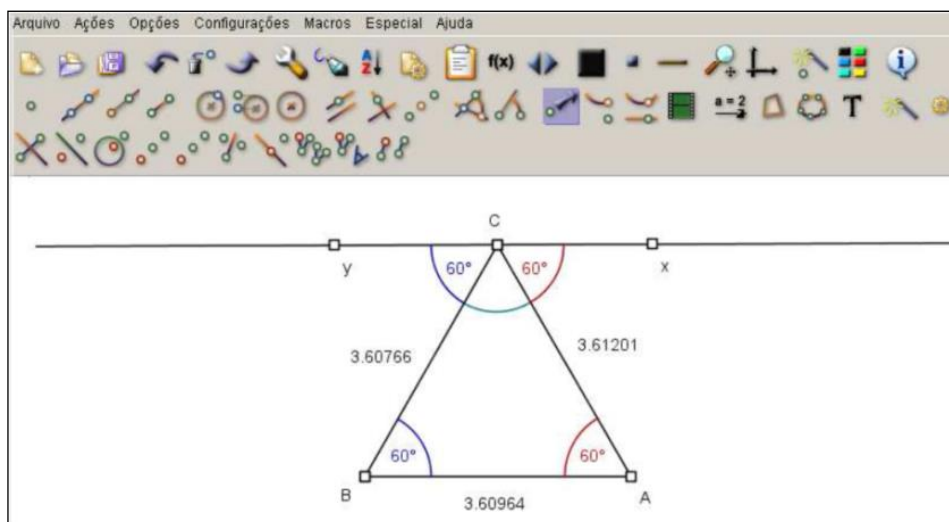 Arquivo Ações Opções Configurações Macros Especial Ajuda
f(x)
a = 2
T
C
y 60° 60° x
3.60766 3.61201
60° 60°
B A
3.60964